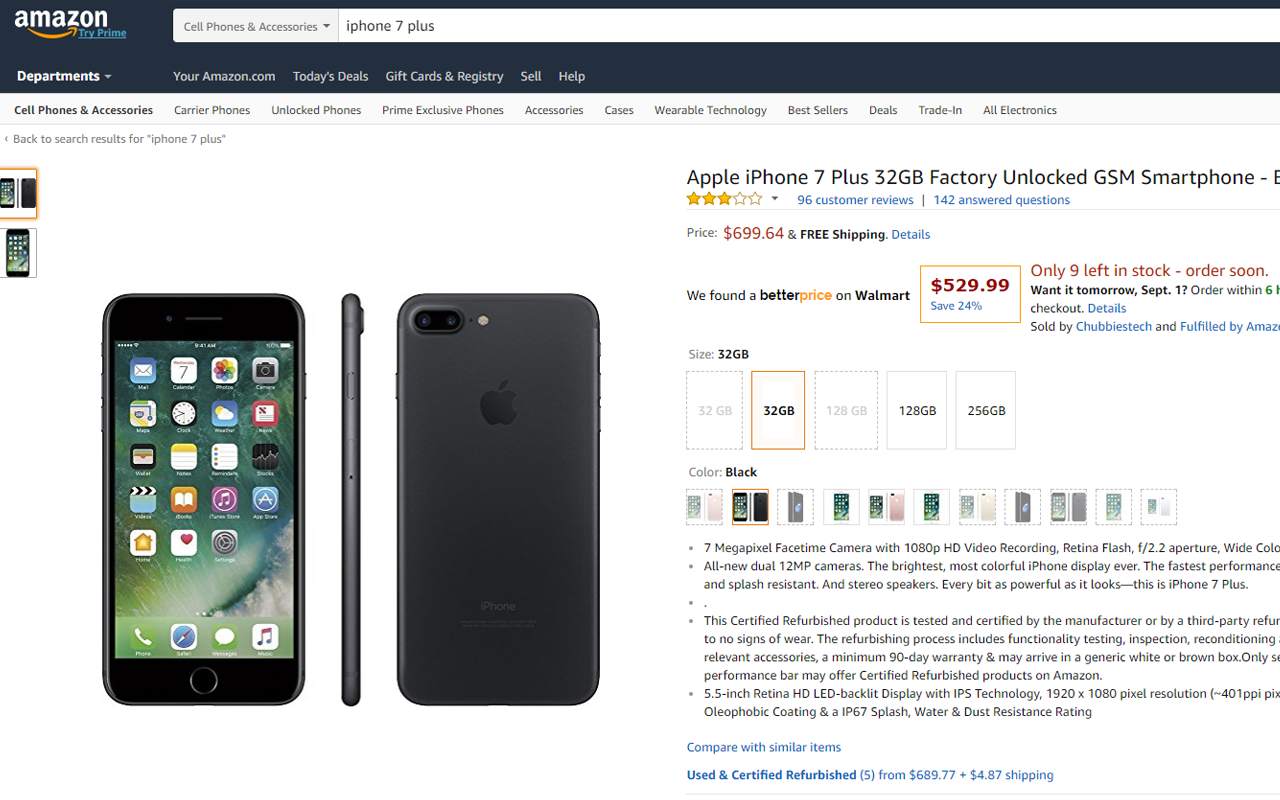 amazon
Try Prime
Cell Phones & Accessories
iphone 7 plus
Departments
Your Amazon.com
Today's Deals
Gift Cards & Registry
Sell
Help
Cell Phones & Accessories
Carrier Phones
Unlocked Phones
Prime Exclusive Phones
Accessories
Cases
Wearable Technology
Best Sellers
Deals
Trade-In
All Electronics
‹ Back to search results for "iphone 7 plus"
9:41 AM
100%
Wednesday
7
Mail
Calendar
Photos
Camera
Maps
Clock
Weather
News
Wallet
Notes
Reminders
Stocks
Videos
iBooks
iTunes Store
App Store
Home
Health
Settings
Phone
Safari
Messages
Music
iPhone
Apple iPhone 7 Plus 32GB Factory Unlocked GSM Smartphone -
96 customer reviews | 142 answered questions
Price: $699.64 & FREE Shipping. Details
We found a betterprice on Walmart
$529.99
Save 24%
Only 9 left in stock - order soon.
Want it tomorrow, Sept. 1? Order within 6
checkout. Details
Sold by Chubbiestech and Fulfilled by
Size: 32GB
32 GB
32GB
128 GB
128GB
256GB
Color: Black
• 7 Megapixel Facetime Camera with 1080p HD Video Recording, Retina Flash, f/2.2 aperture, Wide
• All-new dual 12MP cameras. The brightest, most colorful iPhone display ever. The fastest performance
and splash resistant. And stereo speakers. Every bit as powerful as it looks—this is iPhone 7 Plus.
• .
• This Certified Refurbished product is tested and certified by the manufacturer or by a third-party
to no signs of wear. The refurbishing process includes functionality testing, inspection, reconditioning
relevant accessories, a minimum 90-day warranty & may arrive in a generic white or brown box.Only
performance bar may offer Certified Refurbished products on Amazon.
• 5.5-inch Retina HD LED-backlit Display with IPS Technology, 1920 x 1080 pixel resolution (~401ppi
Oleophobic Coating & a IP67 Splash, Water & Dust Resistance Rating
Compare with similar items
Used & Certified Refurbished (5) from $689.77 + $4.87 shipping